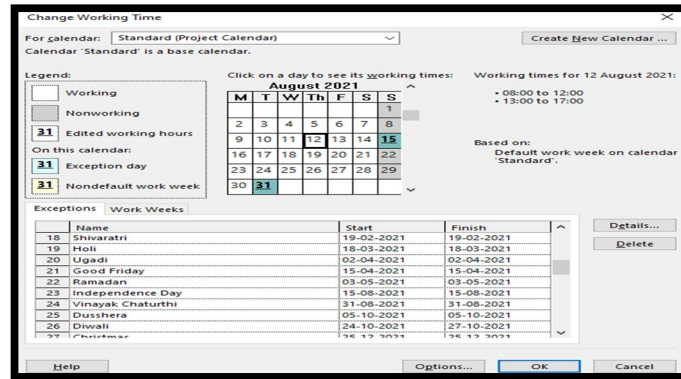 Change Working Time
For calendar: Standard (Project Calendar)
Create New Calendar ...
Calendar 'Standard' is a base calendar.
Legend:
Working
Nonworking
31 Edited working hours
On this calendar:
31 Exception day
31 Nondefault work week
Click on a day to see its working times:
August 2021
M T W Th F S S
1
2 3 4 5 6 7 8
9 10 11 12 13 14 15
16 17 18 19 20 21 22
23 24 25 26 27 28 29
30 31
Working times for 12 August 2021:
• 08:00 to 12:00
• 13:00 to 17:00
Based on:
Default work week on calendar
'Standard'.
Exceptions Work Weeks
Name Start Finish
18 Shivaratri 19-02-2021 19-02-2021
19 Holi 18-03-2021 18-03-2021
20 Ugadi 02-04-2021 02-04-2021
21 Good Friday 15-04-2021 15-04-2021
22 Ramadan 03-05-2021 03-05-2021
23 Independence Day 15-08-2021 15-08-2021
24 Vinayak Chaturthi 31-08-2021 31-08-2021
25 Dusshera 05-10-2021 05-10-2021
26 Diwali 24-10-2021 27-10-2021
27 Christmas 25-12-2021 25-12-2021
Details...
Delete
Help
Options...
OK
Cancel